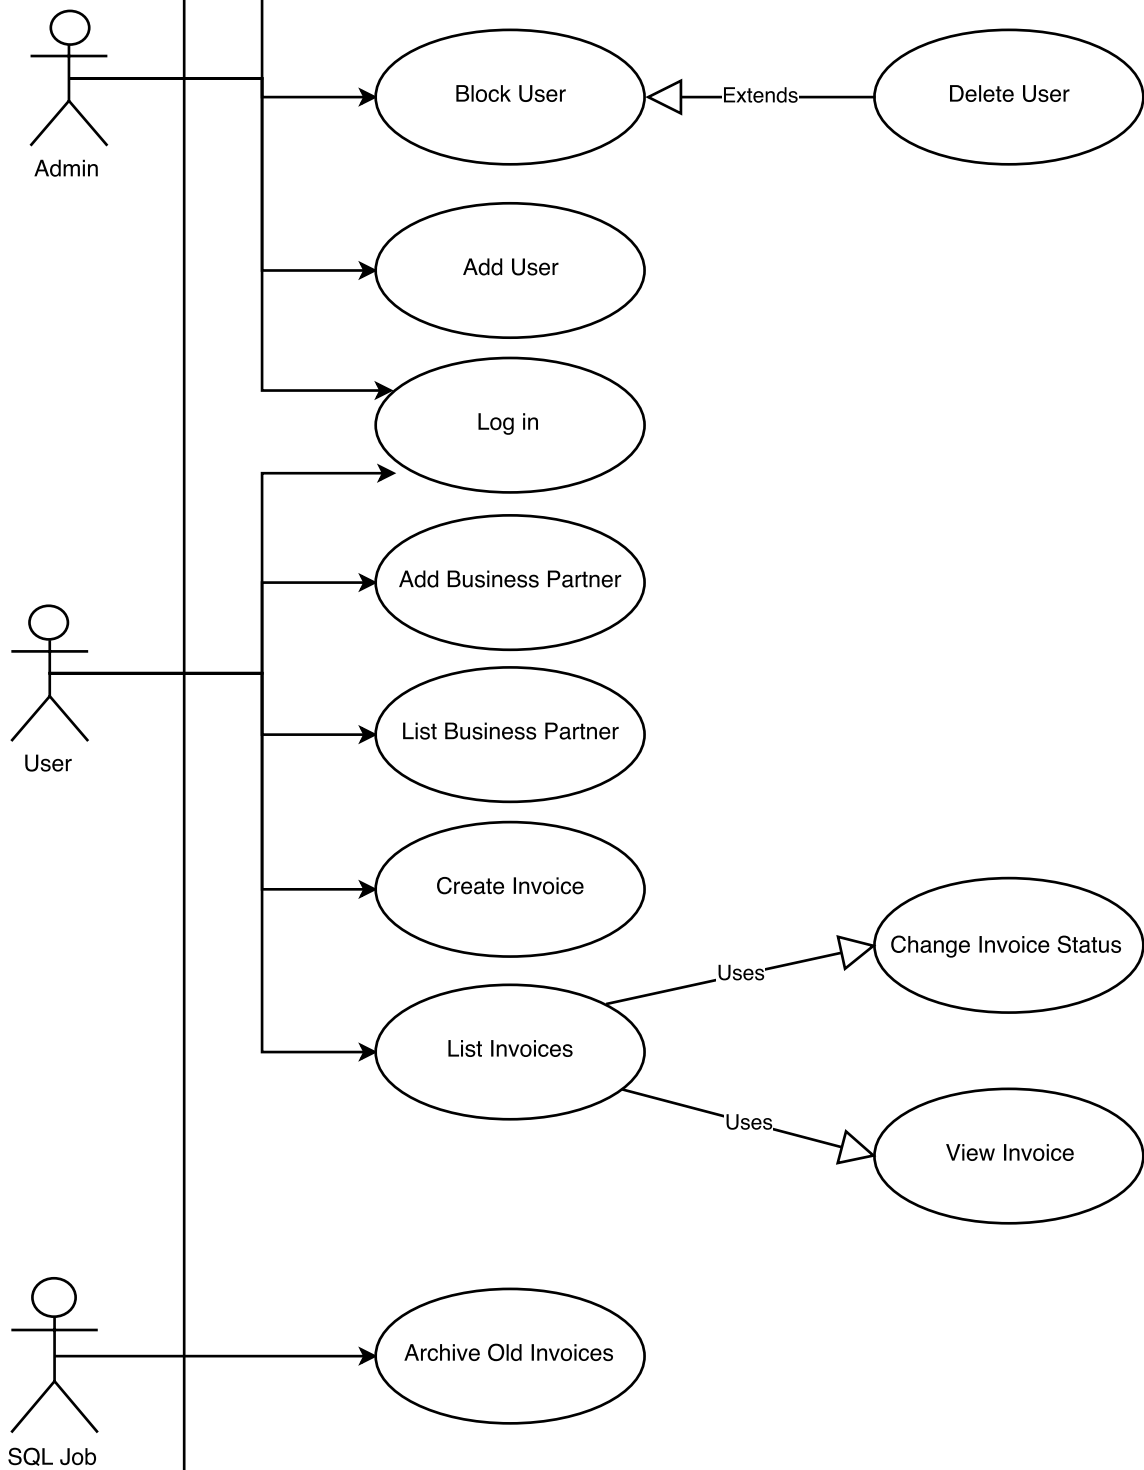 Block User
Extends
Delete User
Admin
Add User
Log in
Add Business Partner
User
List Business Partner
Create Invoice
Change Invoice Status
Uses
List Invoices
Uses
View Invoice
Archive Old Invoices
SQL Job